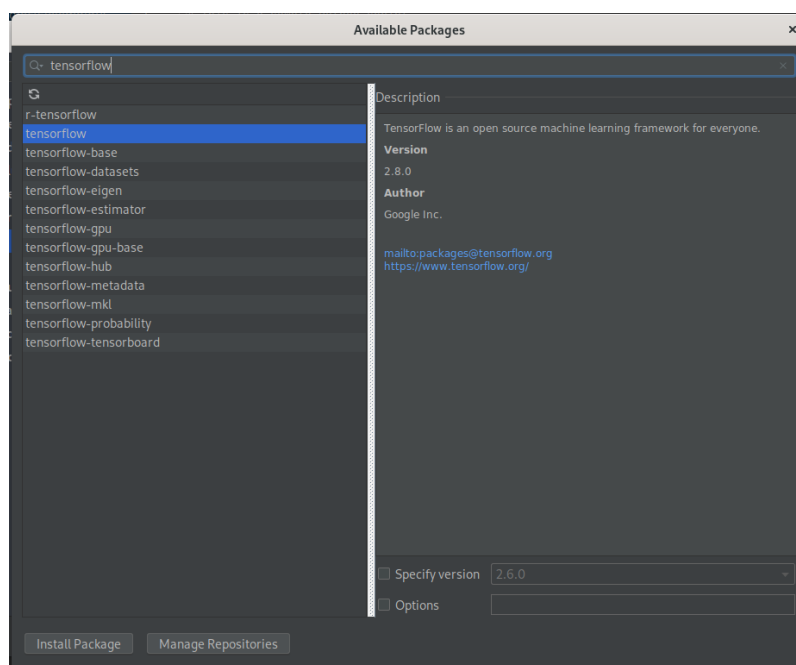 Available Packages
tensorflow
Description
r-tensorflow
tensorflow
tensorflow-base
tensorflow-datasets
tensorflow-eigen
tensorflow-estimator
tensorflow-gpu
tensorflow-gpu-base
tensorflow-hub
tensorflow-metadata
tensorflow-mkl
tensorflow-probability
tensorflow-tensorboard
TensorFlow is an open source machine learning framework for everyone.
Version
2.8.0
Author
Google Inc.
mailto:packages@tensorflow.org
https://www.tensorflow.org/
Specify version 2.6.0
Options
Install Package Manage Repositories